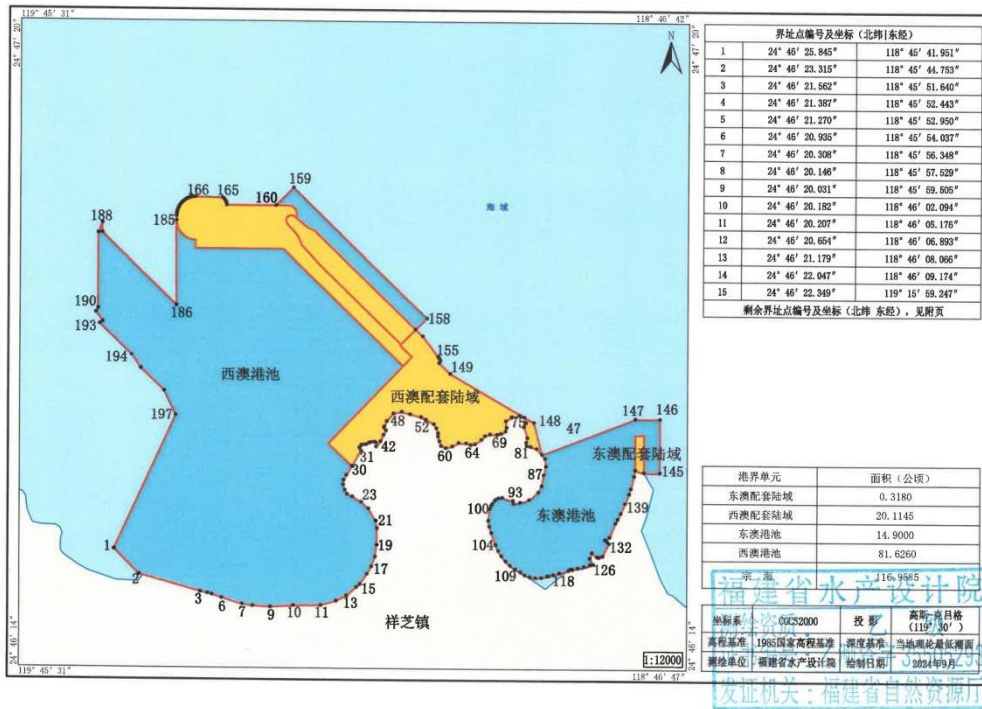 119° 45′ 31″
118° 46′ 42″
24° 47′ 20″
24° 47′ 20″
N
海 域
159
166
165
160
188
185
190
186
193
158
194
155
149
西澳港池
西澳配套陆域
197
48
52
75
148
47
147
146
42
69
31
60
64
81
东澳配套陆域
30
87
145
23
93
100
139
21
东澳港池
19
104
132
1
17
109
126
2
118
15
3
6
13
7
9
10
11
祥芝镇
24° 46′ 14″
24° 46′ 14″
1:12000
119° 45′ 31″
118° 46′ 47″
界址点编号及坐标（北纬|东经）
1 24° 46′ 25.845″ 118° 45′ 41.951″
2 24° 46′ 23.315″ 118° 45′ 44.753″
3 24° 46′ 21.562″ 118° 45′ 51.640″
4 24° 46′ 21.387″ 118° 45′ 52.443″
5 24° 46′ 21.270″ 118° 45′ 52.950″
6 24° 46′ 20.935″ 118° 45′ 54.037″
7 24° 46′ 20.308″ 118° 45′ 56.348″
8 24° 46′ 20.146″ 118° 45′ 57.529″
9 24° 46′ 20.031″ 118° 45′ 59.505″
10 24° 46′ 20.182″ 118° 46′ 02.094″
11 24° 46′ 20.207″ 118° 46′ 05.176″
12 24° 46′ 20.654″ 118° 46′ 06.893″
13 24° 46′ 21.179″ 118° 46′ 08.066″
14 24° 46′ 22.047″ 118° 46′ 09.174″
15 24° 46′ 22.349″ 119° 15′ 59.247″
剩余界址点编号及坐标（北纬 东经），见附页
港界单元 面积（公顷）
东澳配套陆域 0.3180
西澳配套陆域 20.1145
东澳港池 14.9000
西澳港池 81.6260
宗 海 116.9585
福建省水产设计院
坐标系 CGCS2000 投 影 高斯-克吕格（119° 30′）
测绘资质：乙 级
高程基准 1985国家高程基准 深度基准 当地理论最低潮面
测绘单位 福建省水产设计院 绘制日期 2024年9月
发证机关：福建省自然资源厅